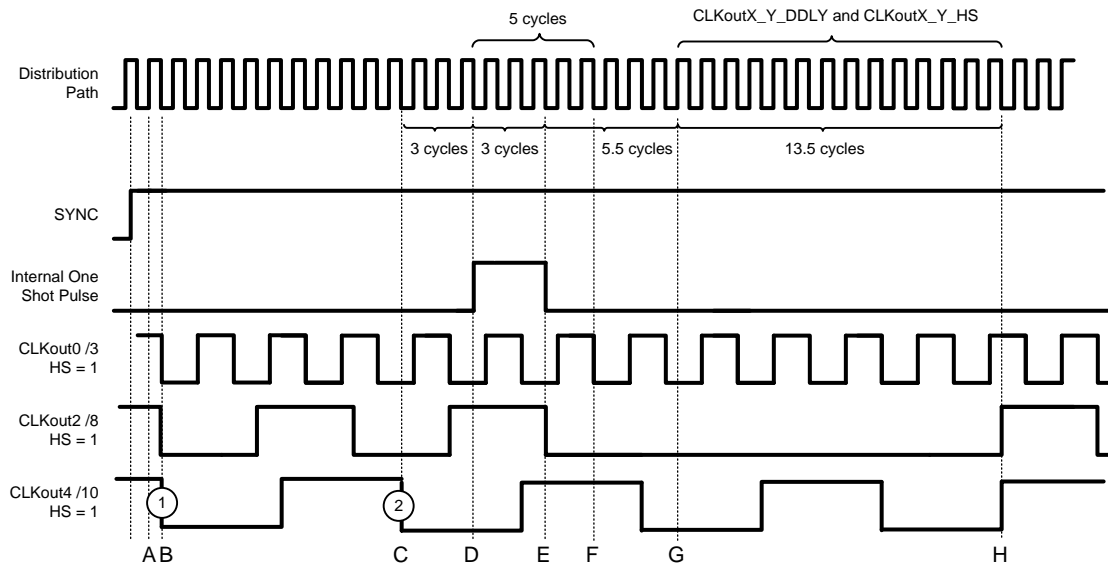 CLKoutX_Y_DDLY and CLKoutX_Y_HS
5 cycles
Distribution
Path
3 cycles
3 cycles
5.5 cycles
13.5 cycles
SYNC
Internal One
Shot Pulse
CLKout0 /3
HS = 1
CLKout2 /8
HS = 1
CLKout4 /10
HS = 1
1
2
A B C D E F G H